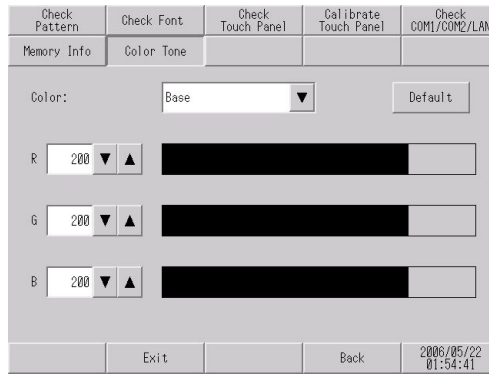 Check Pattern
Check Font
Check Touch Panel
Calibrate Touch Panel
Check COM1/COM2/LAN
Memory Info
Color Tone
Color:
Base
▼
Default
R
200
▼
▲
G
200
▼
▲
B
200
▼
▲
Exit
Back
2006/05/22
01:54:41